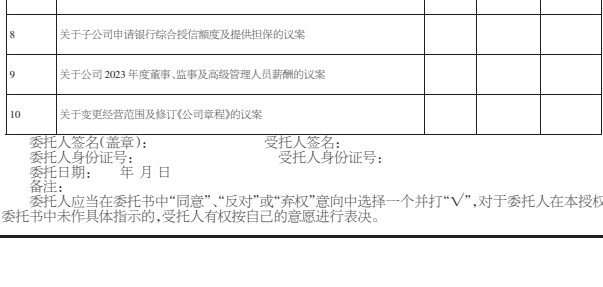 8 关于子公司申请银行综合授信额度及提供担保的议案
9 关于公司 2023 年度董事、监事及高级管理人员薪酬的议案
10 关于变更经营范围及修订《公司章程》的议案
委托人签名(盖章): 受托人签名:
委托人身份证号: 受托人身份证号:
委托日期: 年 月 日
备注:
委托人应当在委托书中“同意”、“反对”或“弃权”意向中选择一个并打“√”,对于委托人在本授权
委托书中未作具体指示的,受托人有权按自己的意愿进行表决。